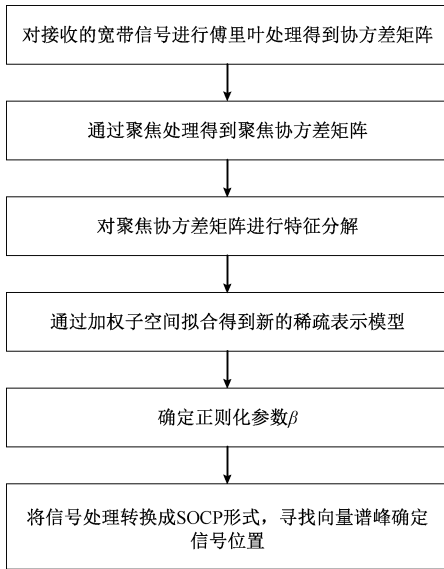 对接收的宽带信号进行傅里叶处理得到协方差矩阵
通过聚焦处理得到聚焦协方差矩阵
对聚焦协方差矩阵进行特征分解
通过加权子空间拟合得到新的稀疏表示模型
确定正则化参数β
将信号处理转换成SOCP形式，寻找向量谱峰确定
信号位置